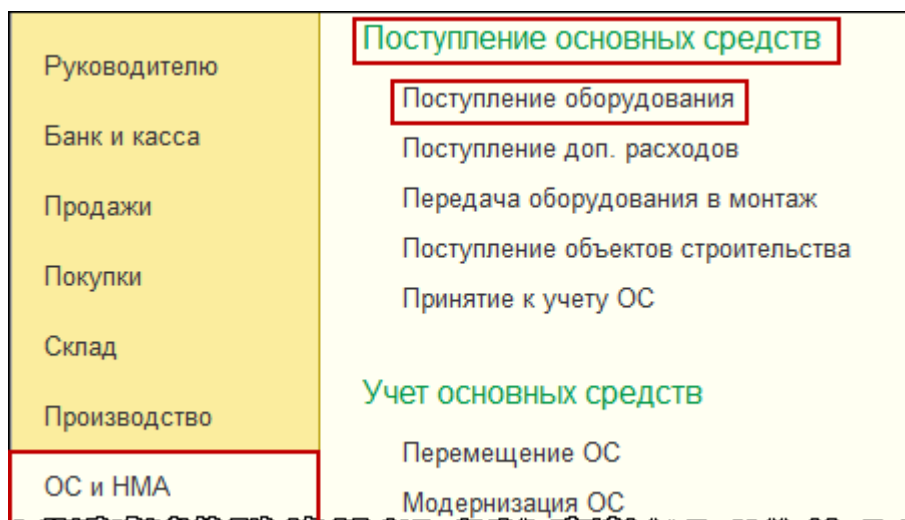 Руководителю
Банк и касса
Продажи
Покупки
Склад
Производство
ОС и НМА
Поступление основных средств
Поступление оборудования
Поступление доп. расходов
Передача оборудования в монтаж
Поступление объектов строительства
Принятие к учету ОС
Учет основных средств
Перемещение ОС
Модернизация ОС